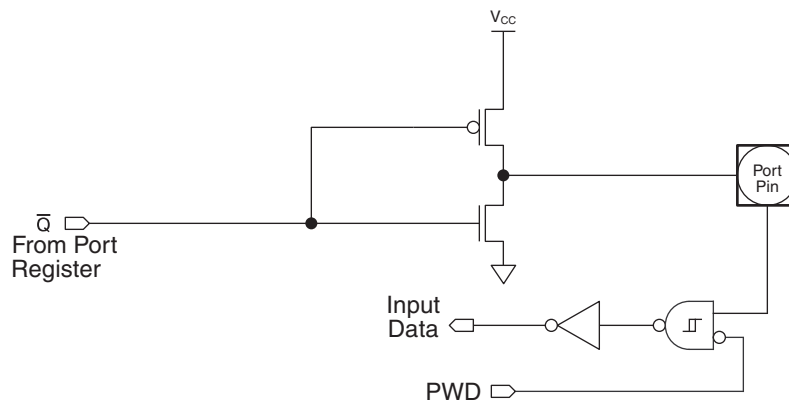 VCC
Port
Pin
Q̅
From Port
Register
Input
Data
PWD